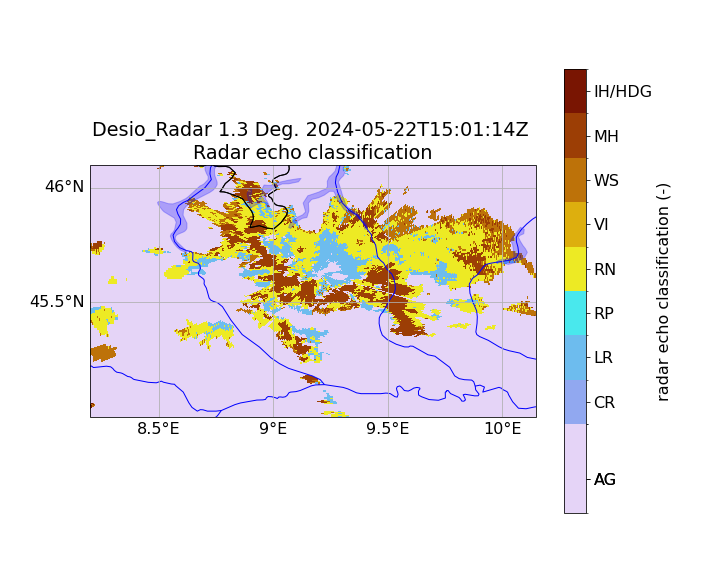 Desio_Radar 1.3 Deg. 2024-05-22T15:01:14Z
Radar echo classification
46°N
45.5°N
8.5°E
9°E
9.5°E
10°E
IH/HDG
MH
WS
VI
RN
RP
LR
CR
AG
radar echo classification (-)